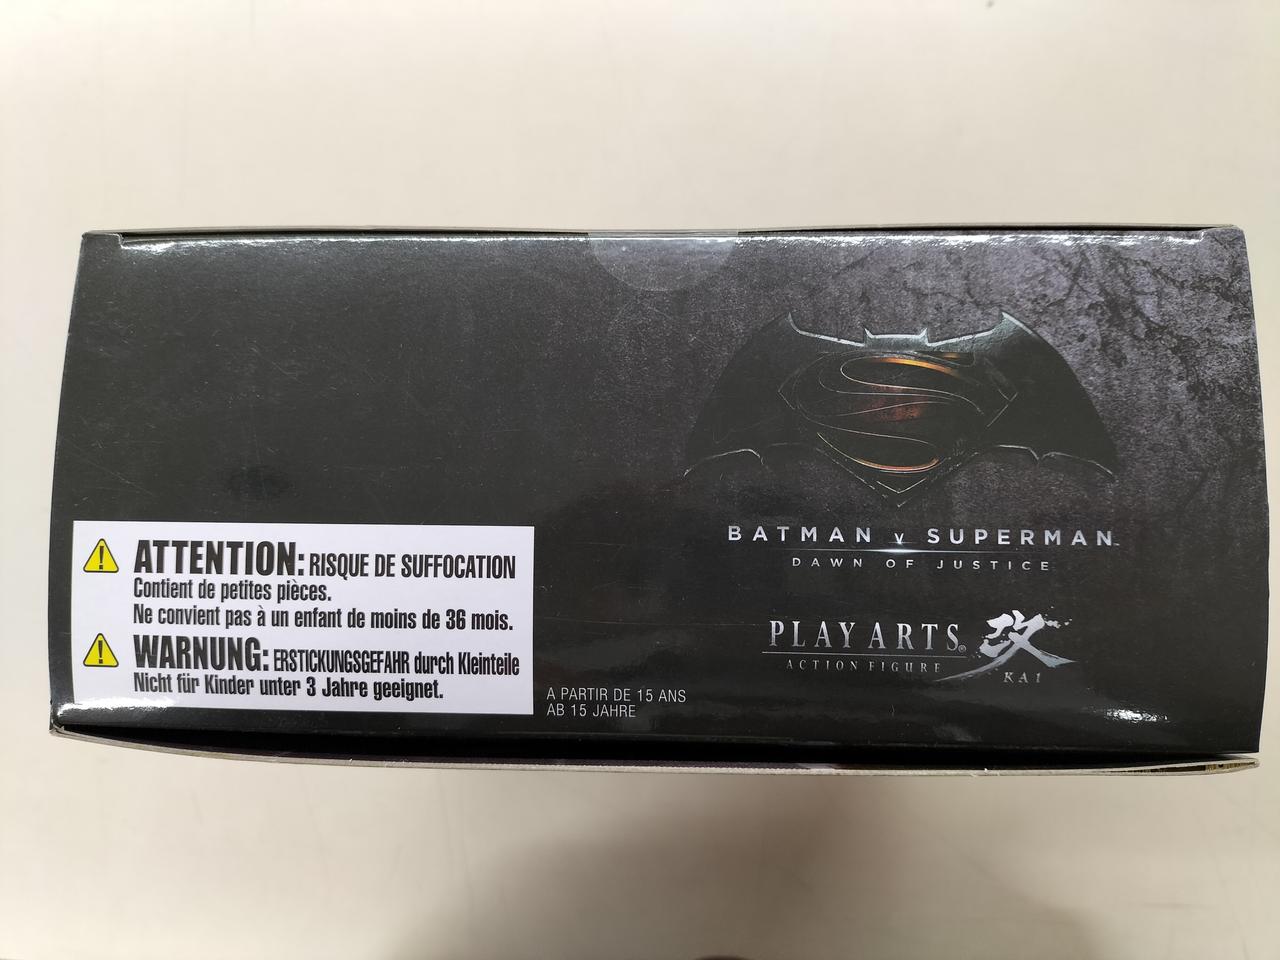 ATTENTION: RISQUE DE SUFFOCATION
Contient de petites pièces.
Ne convient pas à un enfant de moins de 36 mois.
WARNUNG: ERSTICKUNGSGEFAHR durch Kleinteile
Nicht für Kinder unter 3 Jahre geeignet.
A PARTIR DE 15 ANS
AB 15 JAHRE
BATMAN v SUPERMAN™
DAWN OF JUSTICE
PLAY ARTS® 改
ACTION FIGURE KAI